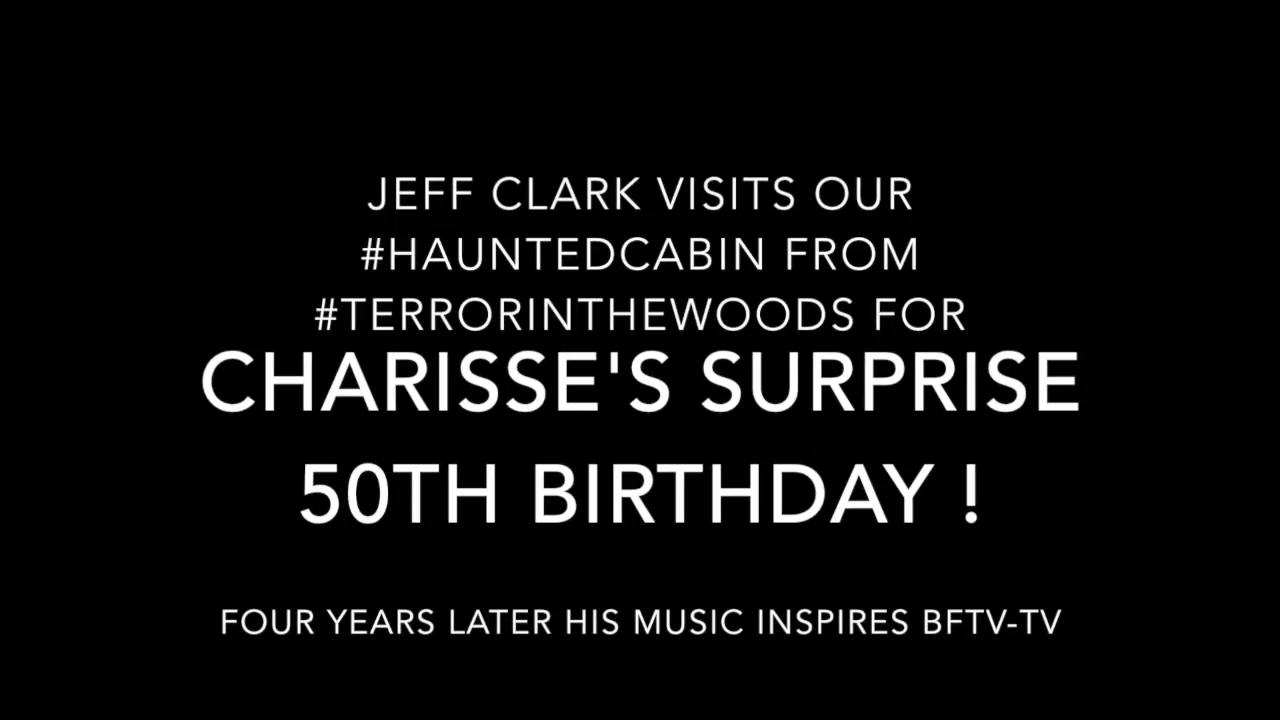 JEFF CLARK VISITS OUR
#HAUNTEDCABIN FROM
#TERRORINTHEWOODS FOR
CHARISSE'S SURPRISE
50TH BIRTHDAY !
FOUR YEARS LATER HIS MUSIC INSPIRES BFTV-TV